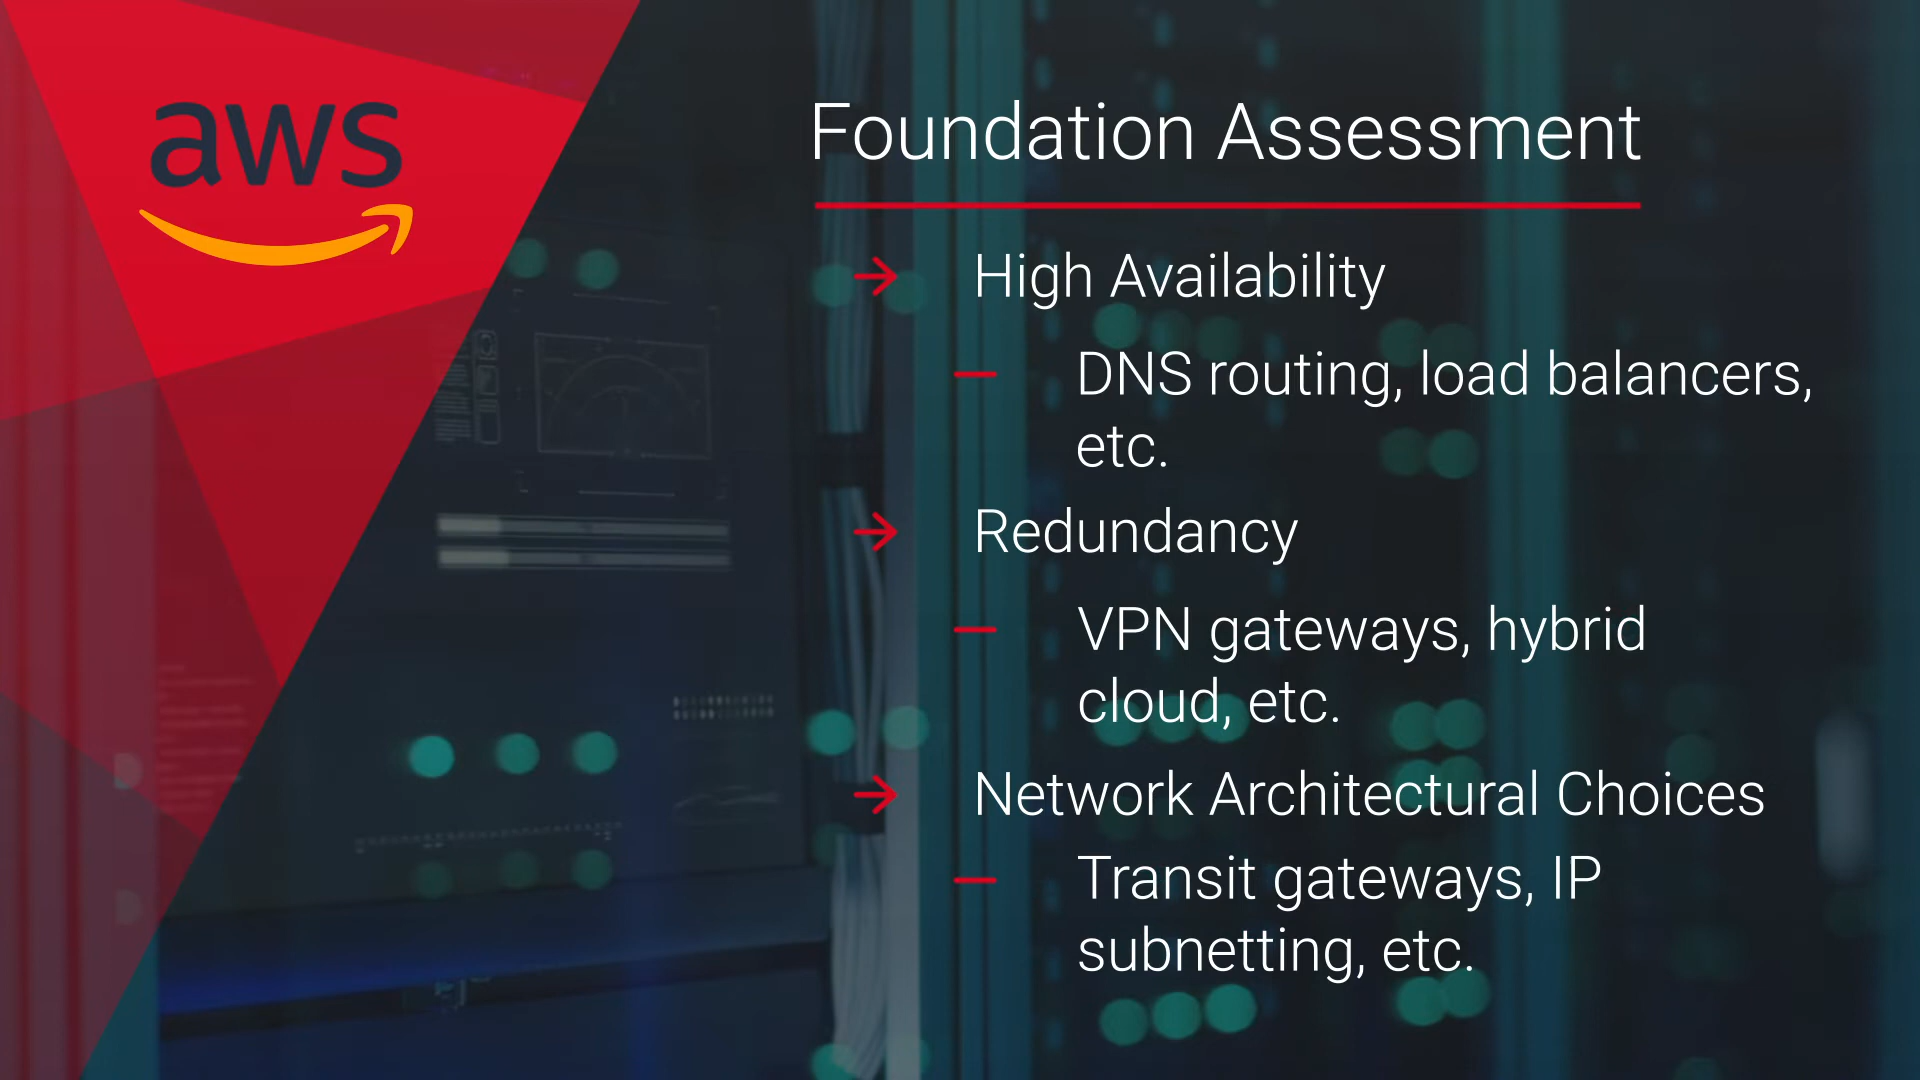 aws
Foundation Assessment
High Availability
DNS routing, load balancers,
etc.
Redundancy
VPN gateways, hybrid
cloud, etc.
Network Architectural Choices
Transit gateways, IP
subnetting, etc.